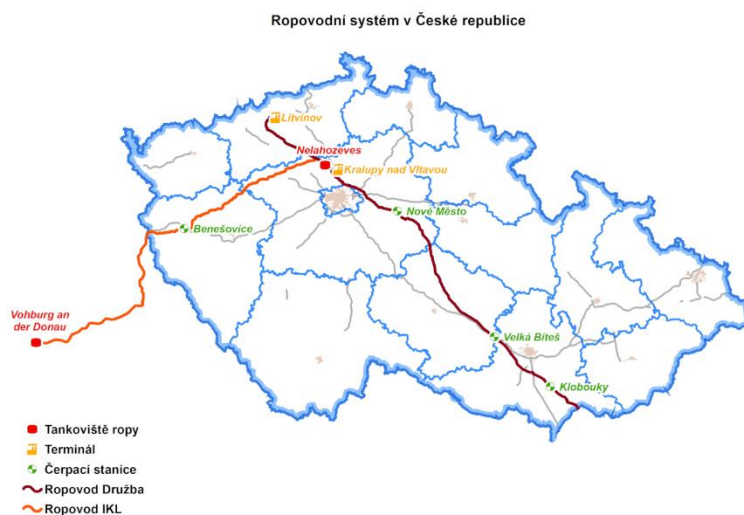 Ropovodní systém v České republice
Litvínov
Nelahozeves
Kralupy nad Vltavou
Nové Město
Benešovice
Vohburg an
der Donau
Velká Bíteš
Klobouky
Tankoviště ropy
Terminál
Čerpací stanice
Ropovod Družba
Ropovod IKL